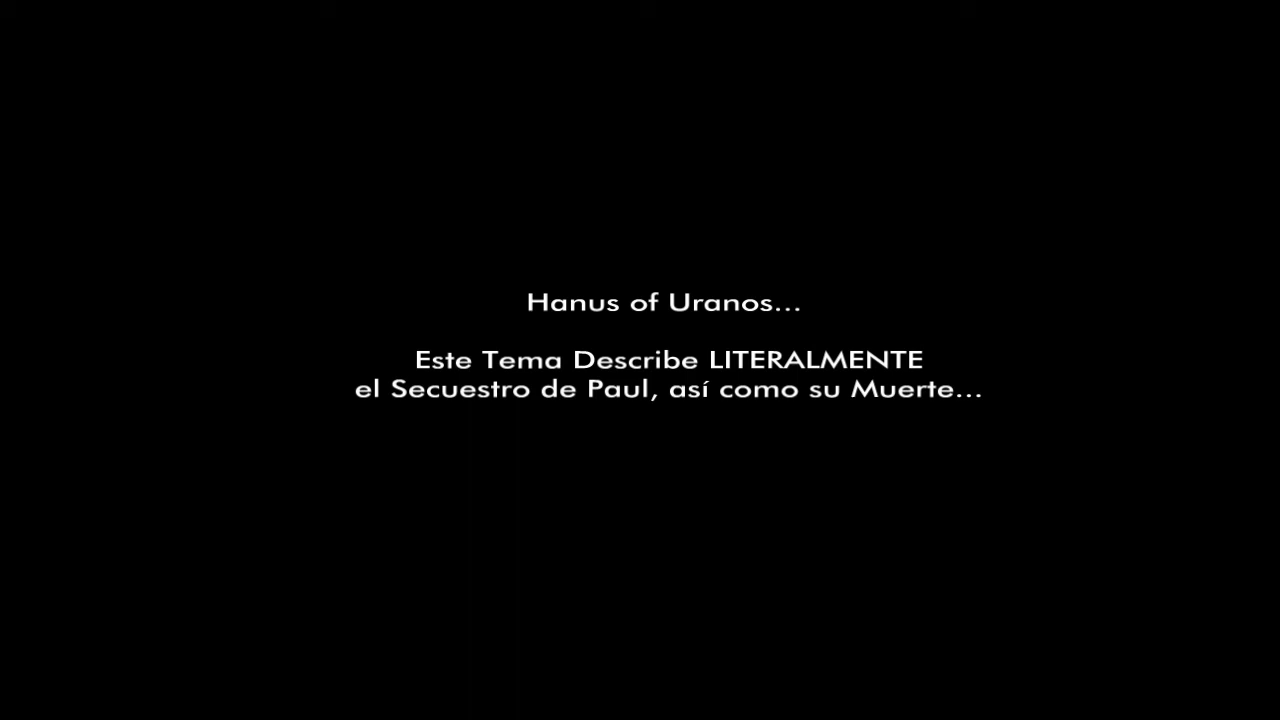 Hanus of Uranos...
Este Tema Describe LITERALMENTE
el Secuestro de Paul, así como su Muerte...